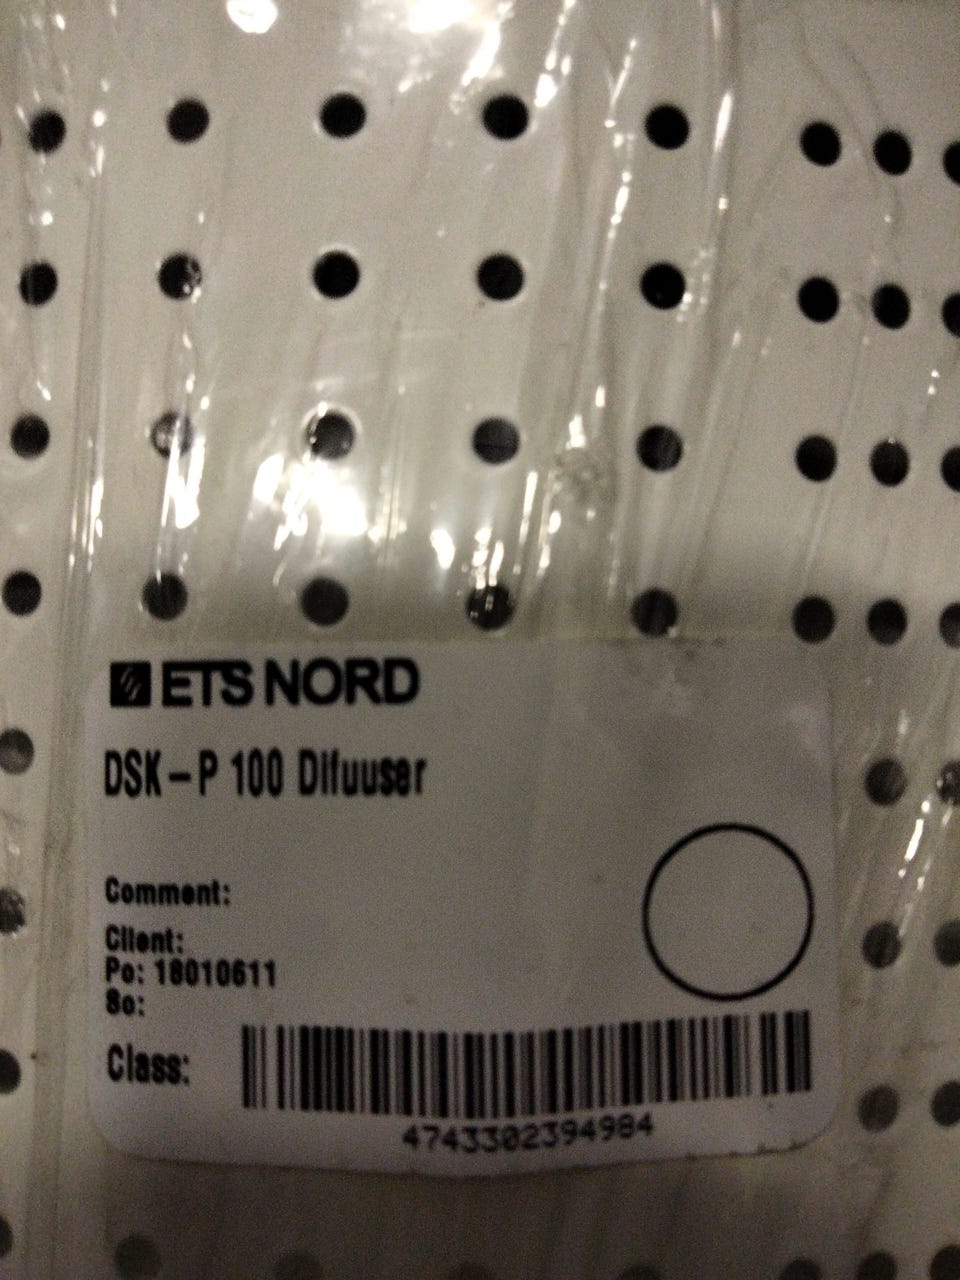 ETS NORD
DSK-P 100 Difuuser
Comment:
Client:
Po: 18010611
So:
Class:
4743302394984